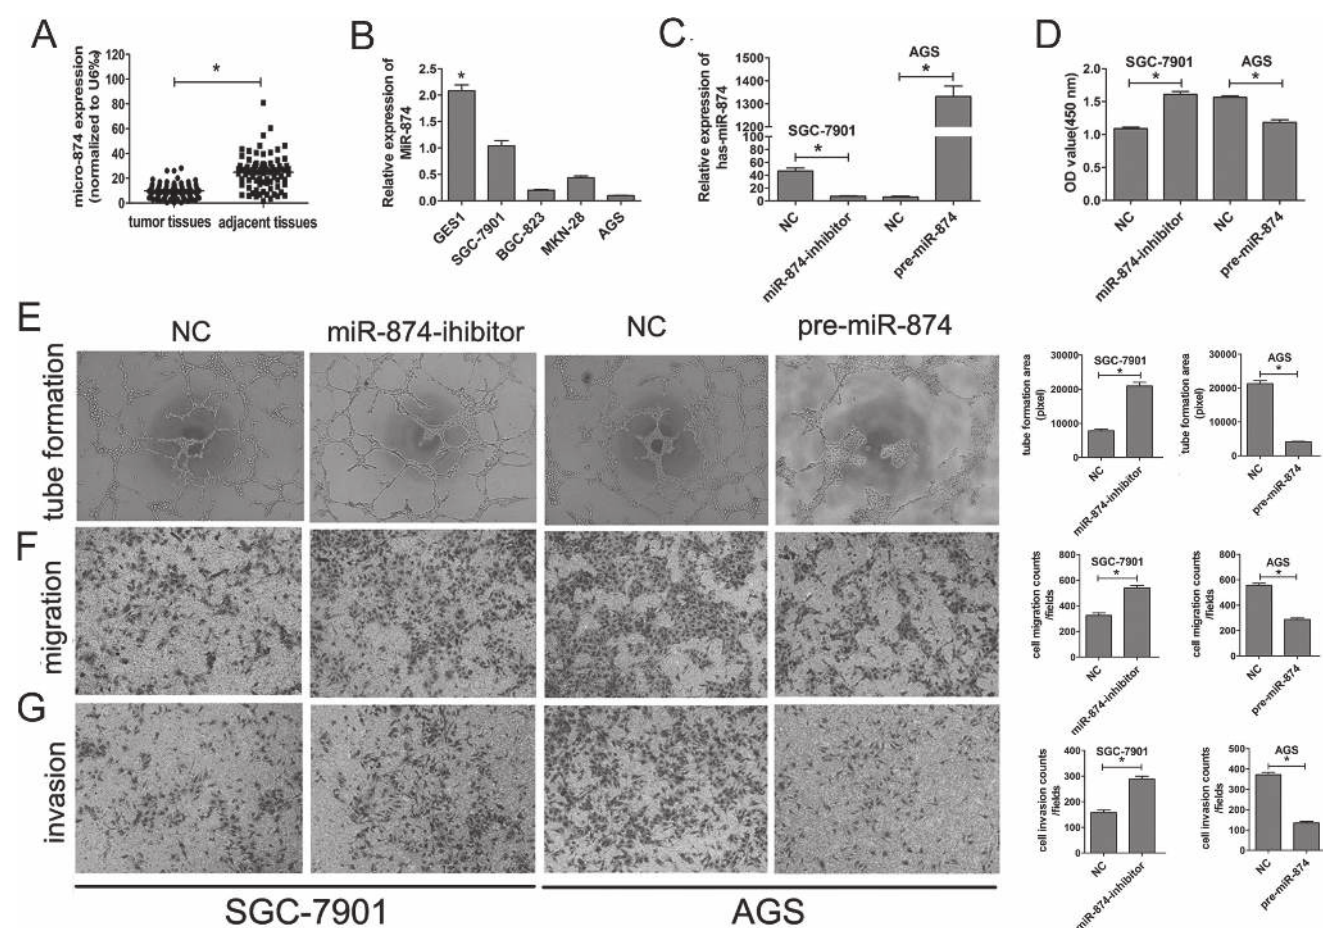 A
micro-874 expression
(normalized to U6‰)
120
100
80
60
40
20
0
*
tumor tissues
adjacent tissues
B
Relative expression of
MiR-874
2.5
2.0
1.5
1.0
0.5
0.0
*
GES1
SGC-7901
BGC-823
MKN-28
AGS
C
Relative expression of
has-miR-874
1500
1400
1300
1200
100
80
60
40
20
0
SGC-7901
*
AGS
*
NC
miR-874-inhibitor
NC
pre-miR-874
D
OD value(450 nm)
2.0
1.5
1.0
0.5
0.0
SGC-7901
*
AGS
*
NC
miR-874-inhibitor
NC
pre-miR-874
E
NC
miR-874-ihibitor
NC
pre-miR-874
tube formation
tube formation area
(pixel)
30000
20000
10000
0
SGC-7901
*
NC
miR-874-inhibitor
tube formation area
(pixel)
30000
20000
10000
0
AGS
*
NC
pre-miR-874
F
migration
cell migration counts
/fields
800
600
400
200
0
SGC-7901
*
NC
miR-874-inhibitor
cell migration counts
/fields
800
600
400
200
0
AGS
*
NC
pre-miR-874
G
invasion
cell invasion counts
/fields
400
300
200
100
0
SGC-7901
*
NC
miR-874-inhibitor
cell invasion counts
/fields
500
400
300
200
100
0
AGS
*
NC
pre-miR-874
SGC-7901
AGS